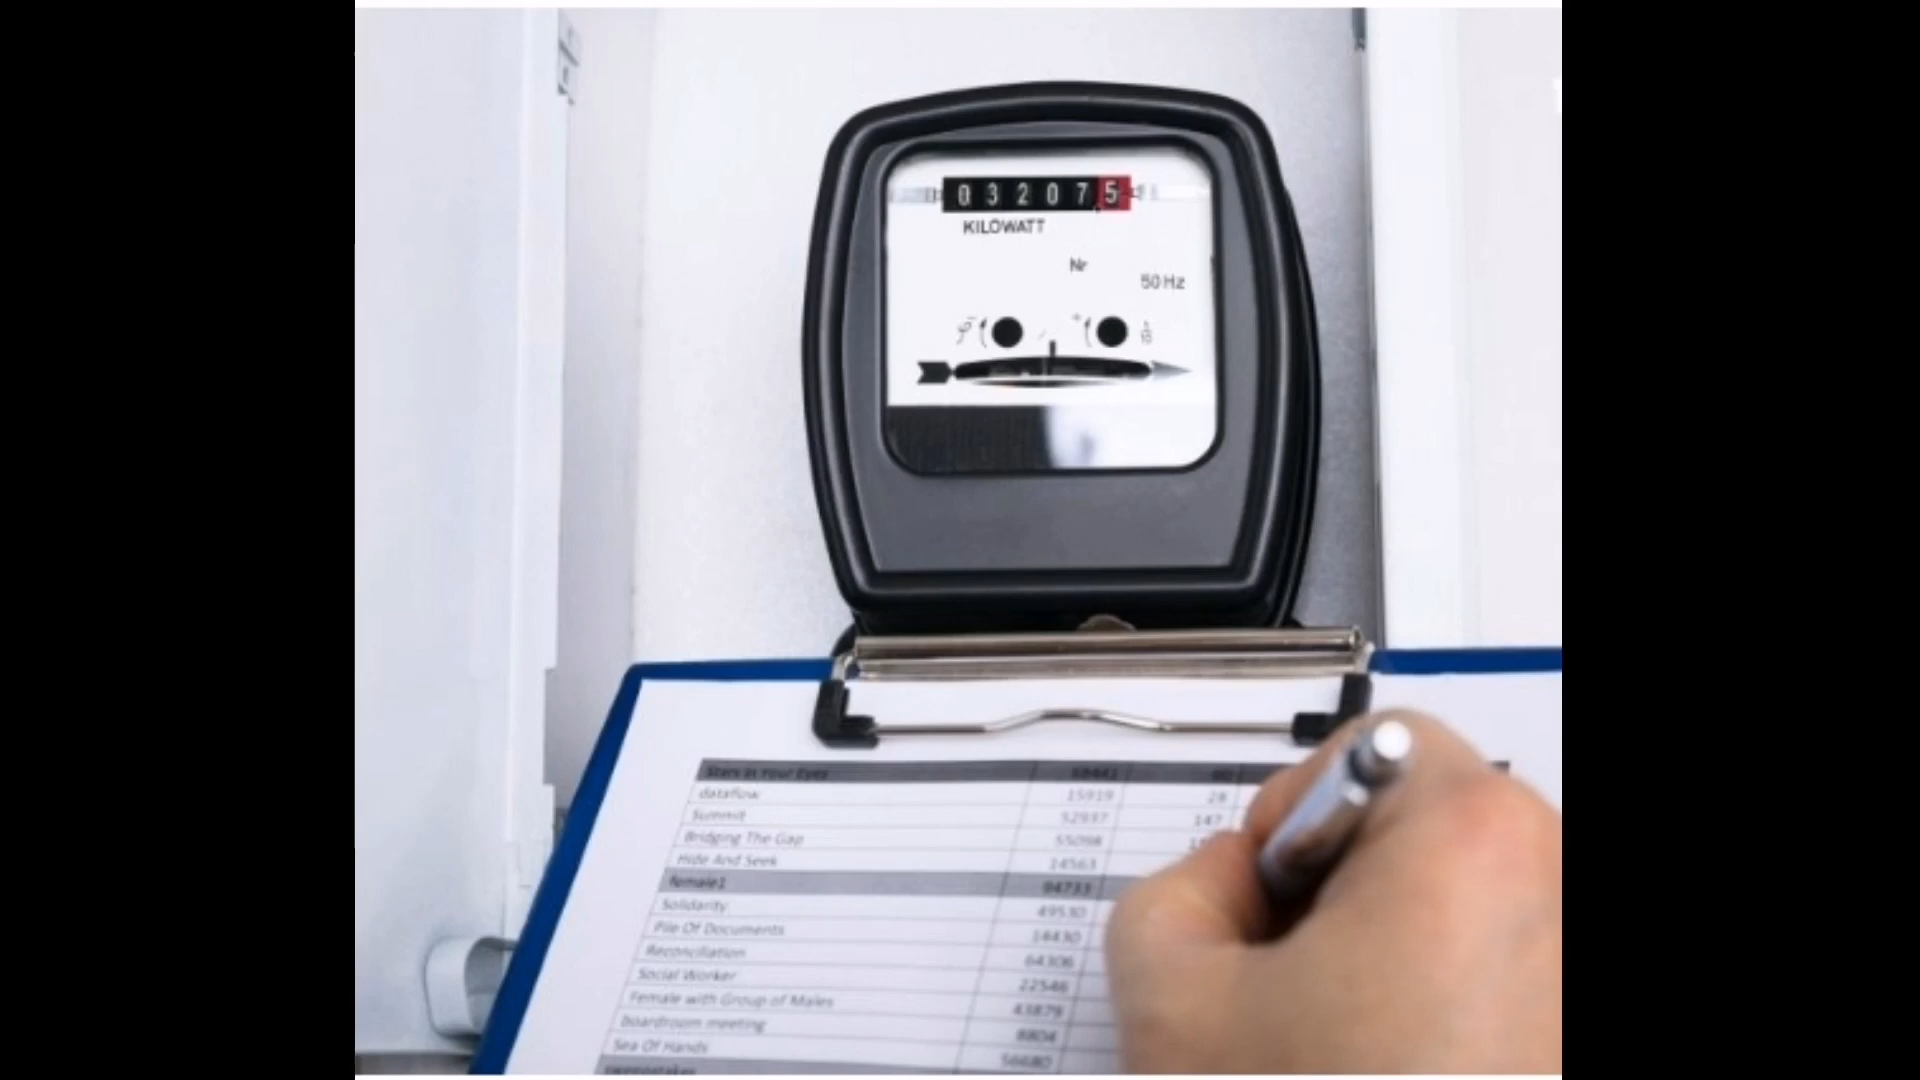 032075
KILOWATT
Nr
50 Hz
Stars in Your Eyes
dataflow 15919 28
Summit 52937 147
Bridging The Gap 55098
Hide And Seek 14563
female1 94733
Solidarity 49530
Pile Of Documents 14430
Reconciliation 64306
Social Worker 22546
Female with Group of Males 43879
boardroom meeting 8804
Sea Of Hands 56680
sweepstakes